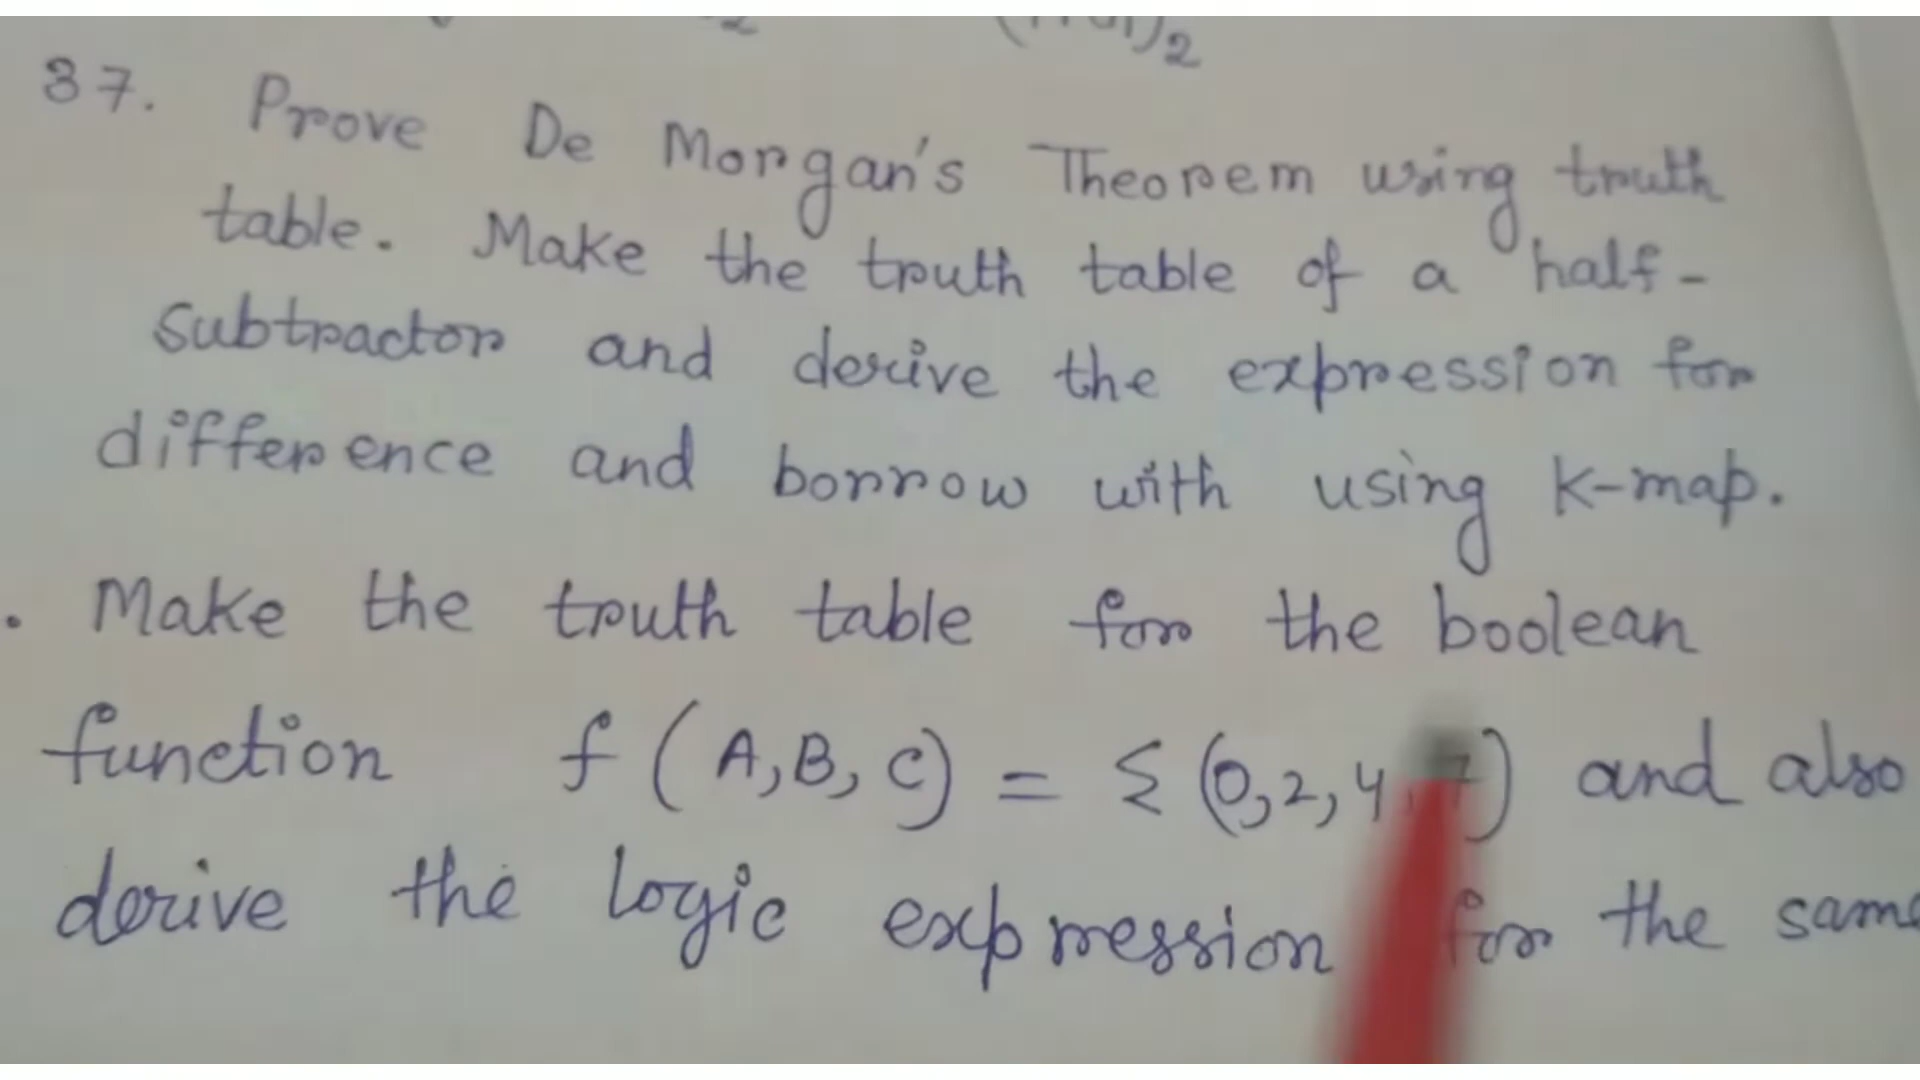 37. Prove De Morgan's Theorem using truth
table. Make the truth table of a half-
subtractor and derive the expression for
difference and borrow with using K-map.
. Make the truth table for the boolean
function f (A,B,C) = Σ (0,2,4,7) and also
derive the logic expression for the same